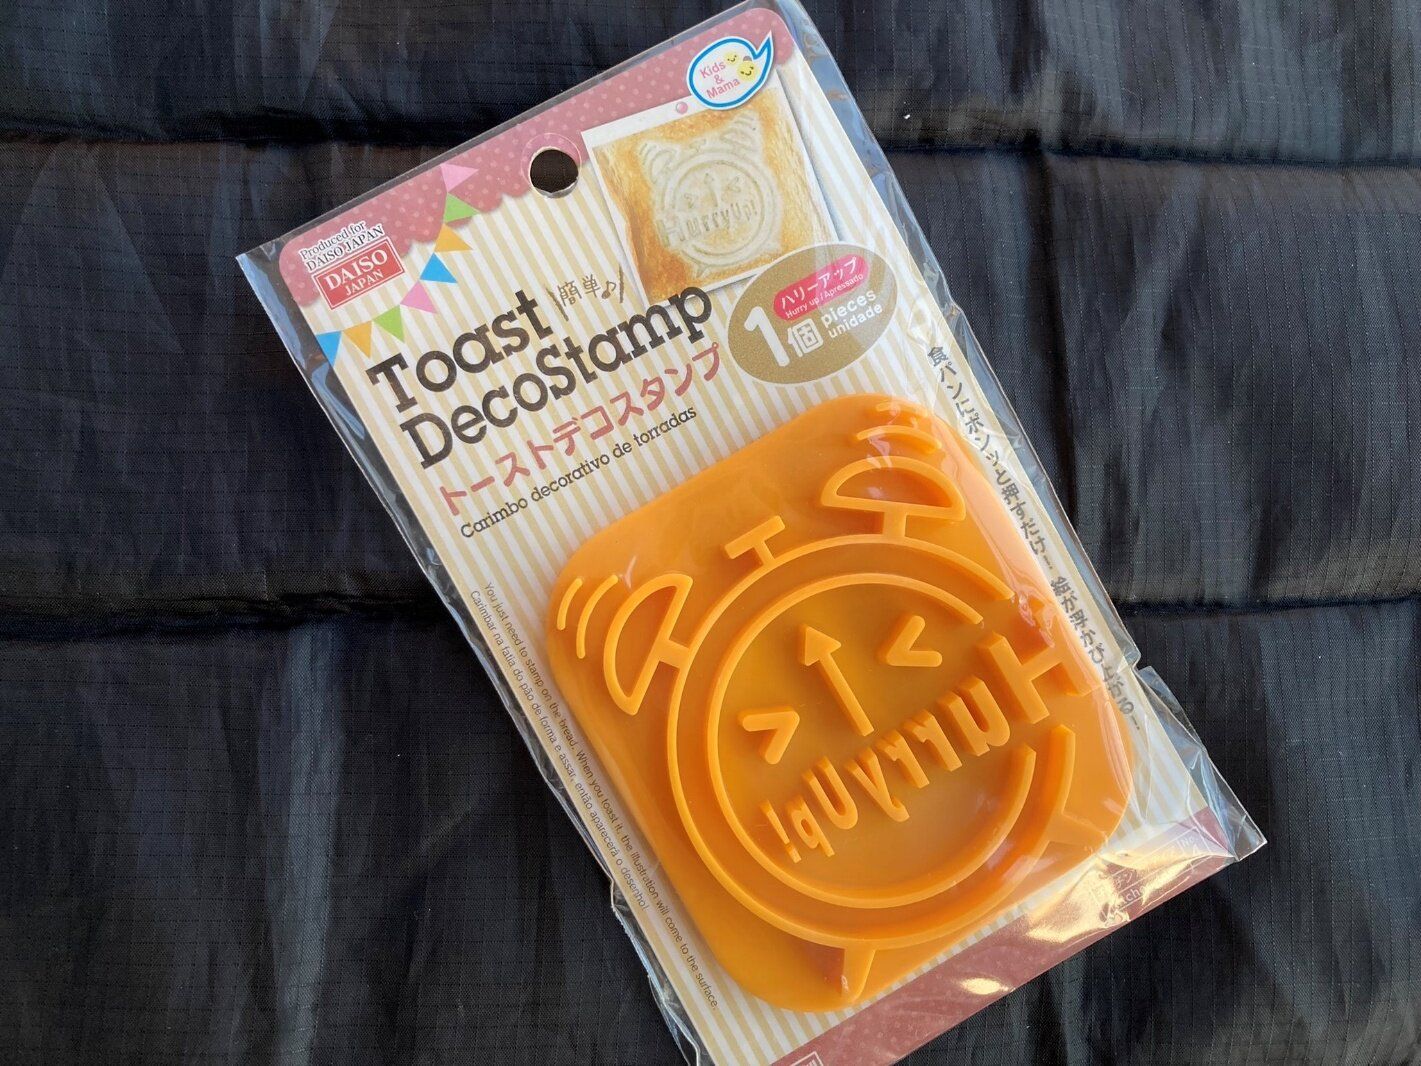 Kids
&
Mama
Produced for
DAISO JAPAN
DAISO
JAPAN
HurryUp!
簡単♪
Toast
DecoStamp
トーストデコスタンプ
Carimbo decorativo de torradas
ハリーアップ
Hurry up / Apressado
1個 pieces
unidade
食パンにポンッと押すだけ! 絵が浮かび上がる!
HurryUp!
You just need to stamp on the bread. When you toast it, the illustration will come to the surface.
Carimbar na fatia do pão de forma e assar, então aparecerá o desenho!